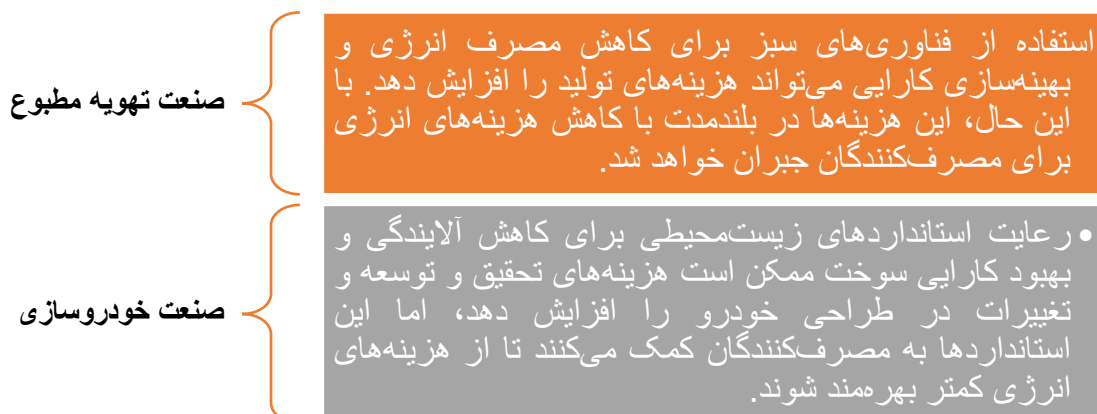 صنعت تهویه مطبوع
استفاده از فناوری‌های سبز برای کاهش مصرف انرژی و
بهینه‌سازی کارایی می‌تواند هزینه‌های تولید را افزایش دهد. با
این حال، این هزینه‌ها در بلندمدت با کاهش هزینه‌های انرژی
برای مصرف‌کنندگان جبران خواهد شد.
صنعت خودروسازی
• رعایت استانداردهای زیست‌محیطی برای کاهش آلایندگی و
بهبود کارایی سوخت ممکن است هزینه‌های تحقیق و توسعه و
تغییرات در طراحی خودرو را افزایش دهد، اما این
استانداردها به مصرف‌کنندگان کمک می‌کنند تا از هزینه‌های
انرژی کمتر بهره‌مند شوند.